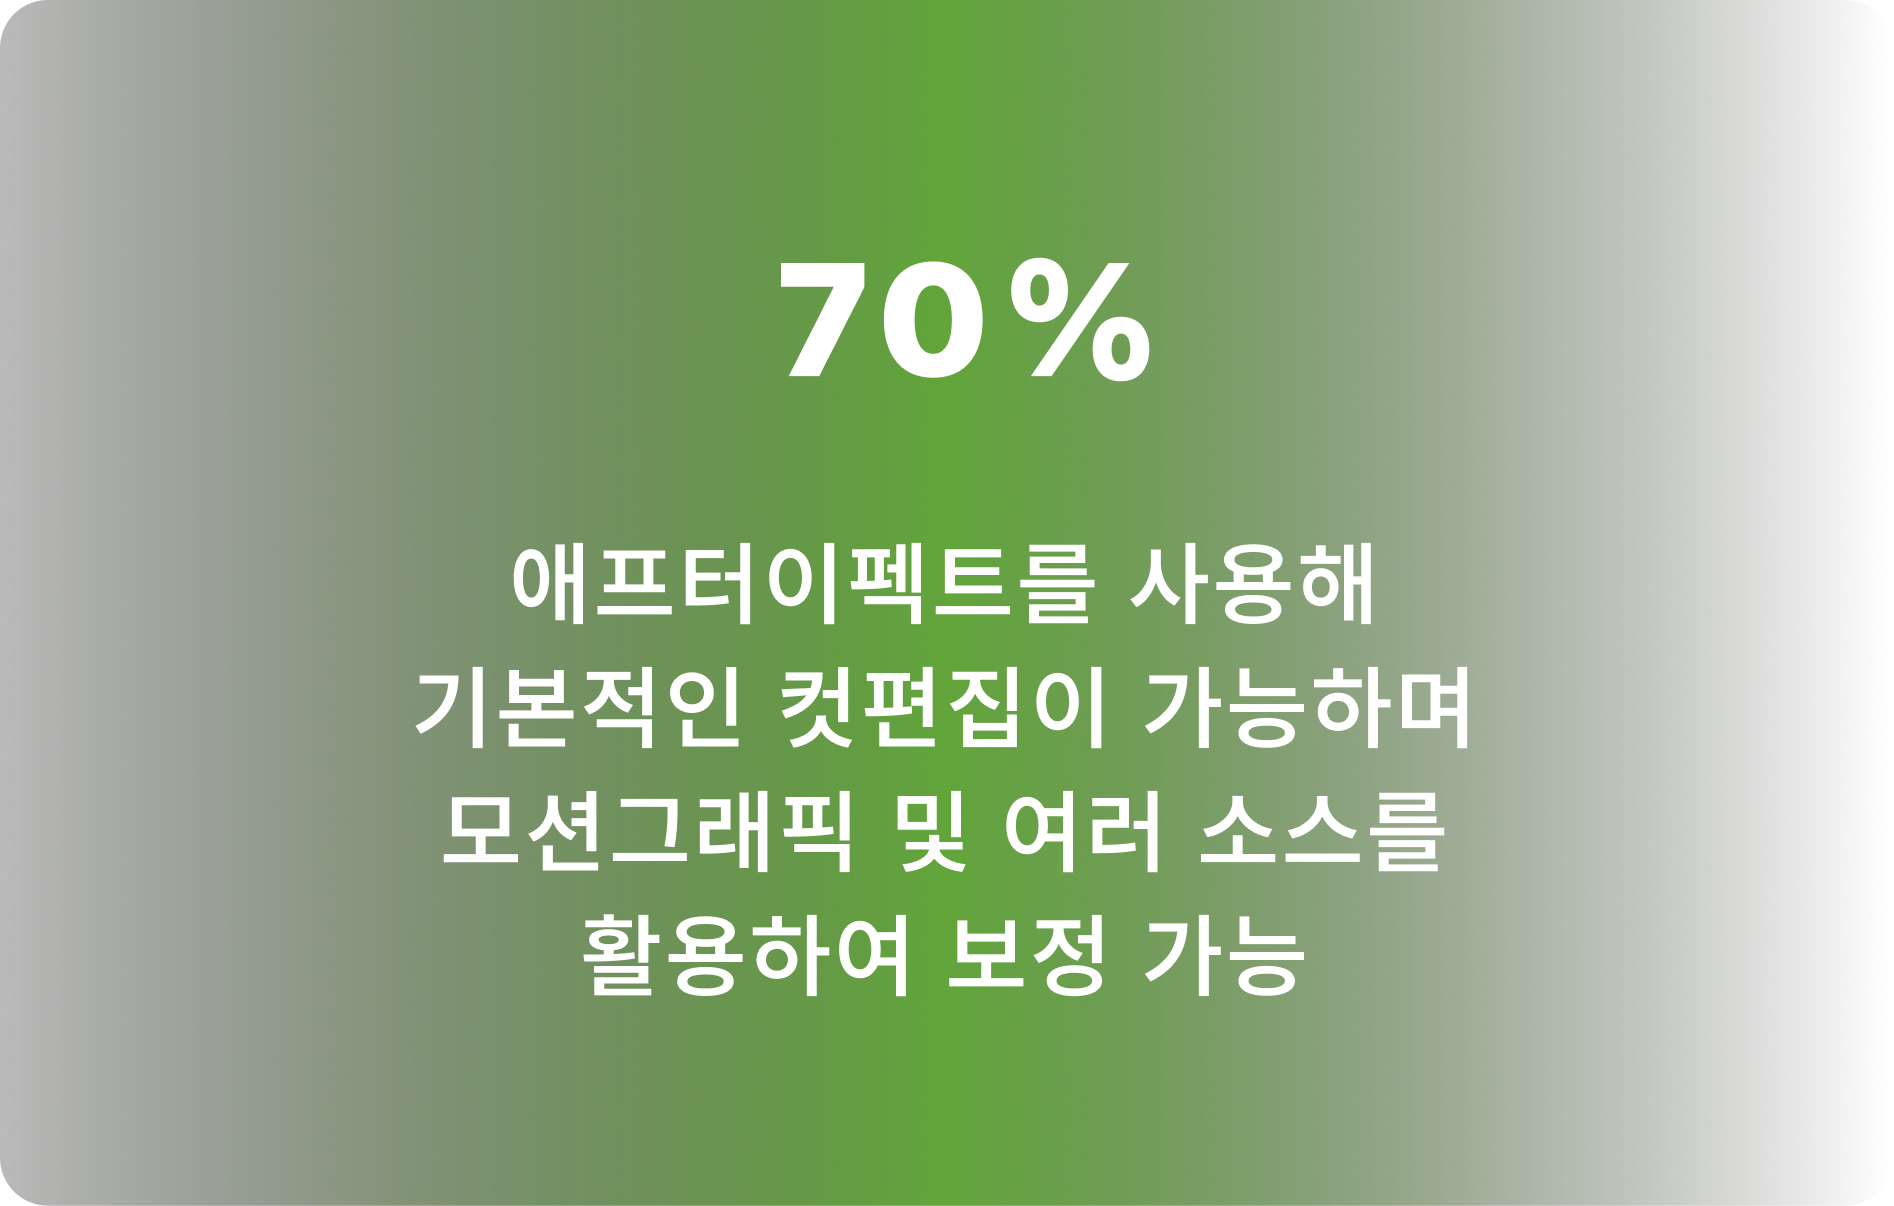 70%
애프터이펙트를 사용해
기본적인 컷편집이 가능하며
모션그래픽 및 여러 소스를
활용하여 보정 가능